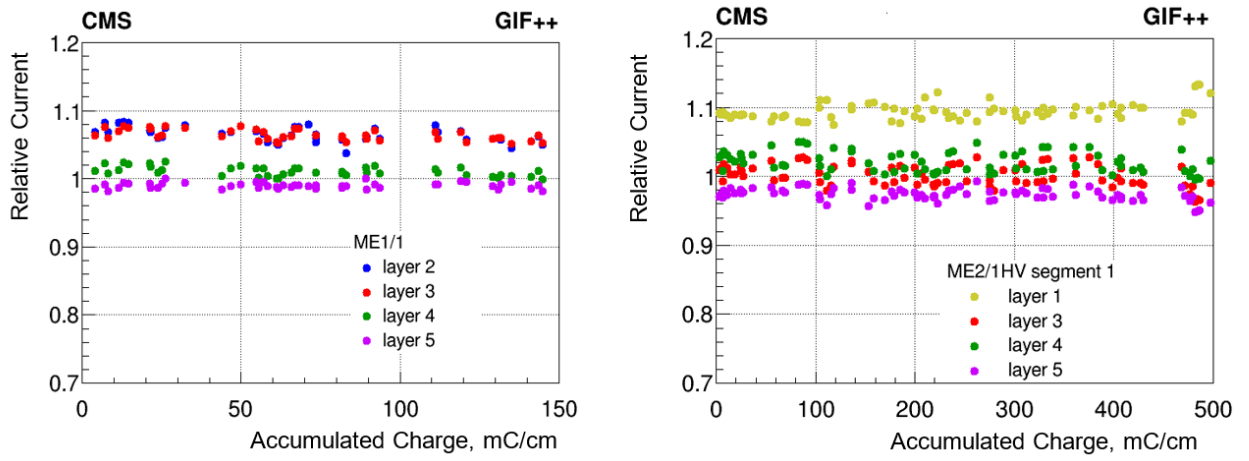 CMS GIF++
Relative Current
1.2
1.1
1
0.9
0.8
0.7
ME1/1
layer 2
layer 3
layer 4
layer 5
0 50 100 150
Accumulated Charge, mC/cm
CMS GIF++
Relative Current
1.2
1.1
1
0.9
0.8
0.7
ME2/1HV segment 1
layer 1
layer 3
layer 4
layer 5
0 100 200 300 400 500
Accumulated Charge, mC/cm